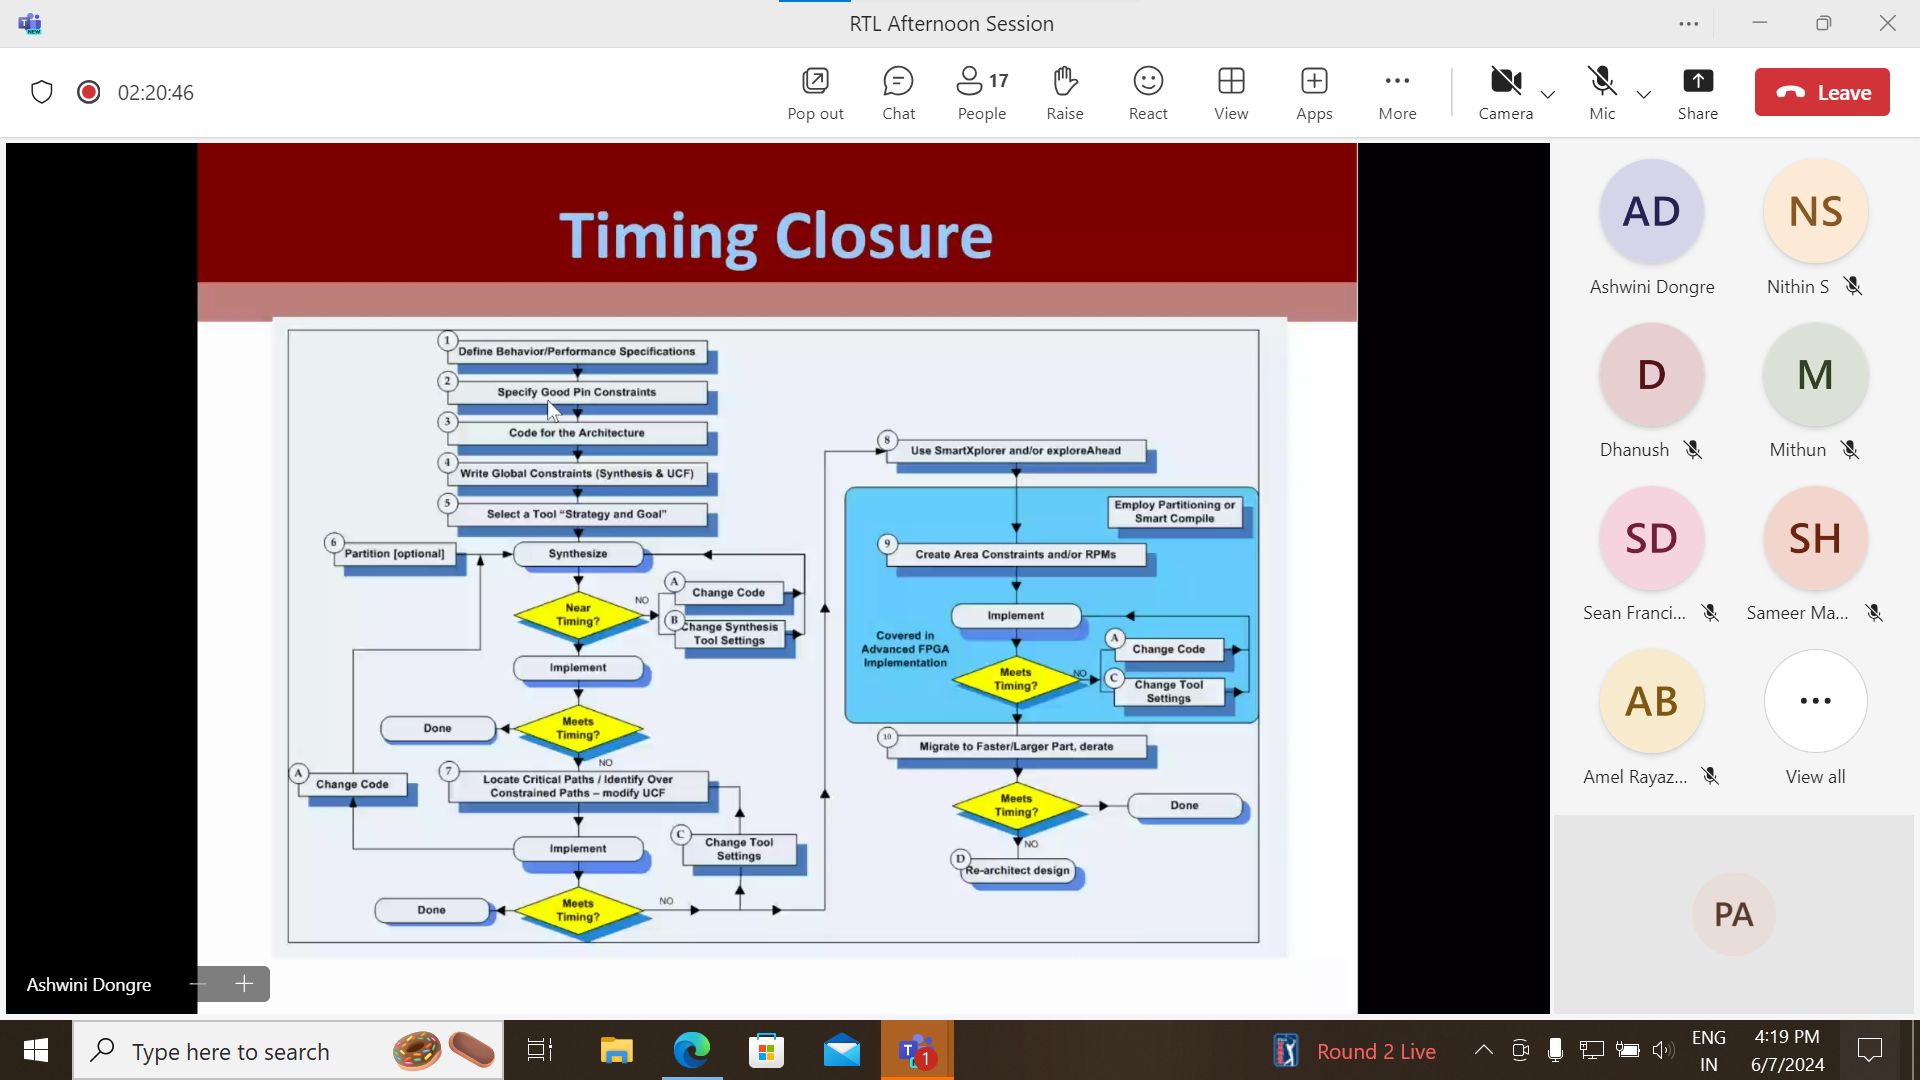 RTL Afternoon Session
NEW
02:20:46
Pop out
Chat
17
People
Raise
React
View
Apps
More
Camera
Mic
Share
Leave
Timing Closure
1
Define Behavior/Performance Specifications
2
Specify Good Pin Constraints
3
Code for the Architecture
4
Write Global Constraints (Synthesis & UCF)
5
Select a Tool “Strategy and Goal”
6
Partition [optional]
Synthesize
Near
Timing?
NO
A
Change Code
B
Change Synthesis
Tool Settings
Implement
Meets
Timing?
Done
NO
A
Change Code
7
Locate Critical Paths / Identify Over
Constrained Paths – modify UCF
Implement
C
Change Tool
Settings
Meets
Timing?
Done
NO
8
Use SmartXplorer and/or exploreAhead
Employ Partitioning or
Smart Compile
9
Create Area Constraints and/or RPMs
Implement
Covered in
Advanced FPGA
Implementation
Meets
Timing?
NO
A
Change Code
C
Change Tool
Settings
10
Migrate to Faster/Larger Part, derate
Meets
Timing?
Done
NO
D
Re-architect design
Ashwini Dongre
AD
NS
Ashwini Dongre
Nithin S
D
M
Dhanush
Mithun
SD
SH
Sean Franci...
Sameer Ma...
AB
Amel Rayaz...
View all
PA
Type here to search
1
Round 2 Live
ENG
IN
4:19 PM
6/7/2024